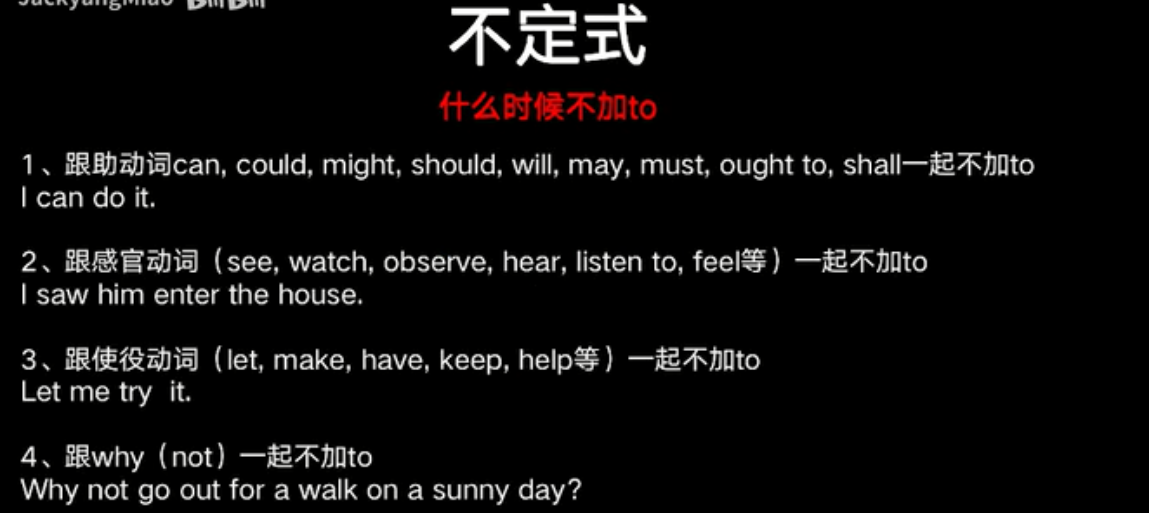 JackyangMiao
不定式
什么时候不加to
1、跟助动词can, could, might, should, will, may, must, ought to, shall一起不加to
I can do it.
2、跟感官动词（see, watch, observe, hear, listen to, feel等）一起不加to
I saw him enter the house.
3、跟使役动词（let, make, have, keep, help等）一起不加to
Let me try  it.
4、跟why（not）一起不加to
Why not go out for a walk on a sunny day?